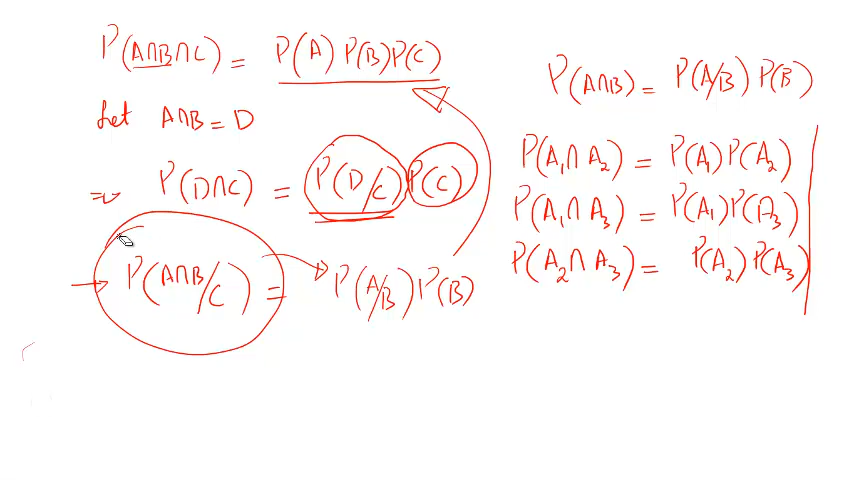 P(A∩B∩C) = P(A) P(B)P(C)
Let A∩B = D
⇒ P(D∩C) = P(D/C) P(C)
→ P(A∩B/C) = P(A/B) P(B)
P(A∩B) = P(A/B) P(B)
P(A₁∩A₂) = P(A₁)P(A₂)
P(A₁∩A₃) = P(A₁)P(A₃)
P(A₂∩A₃) = P(A₂) P(A₃)